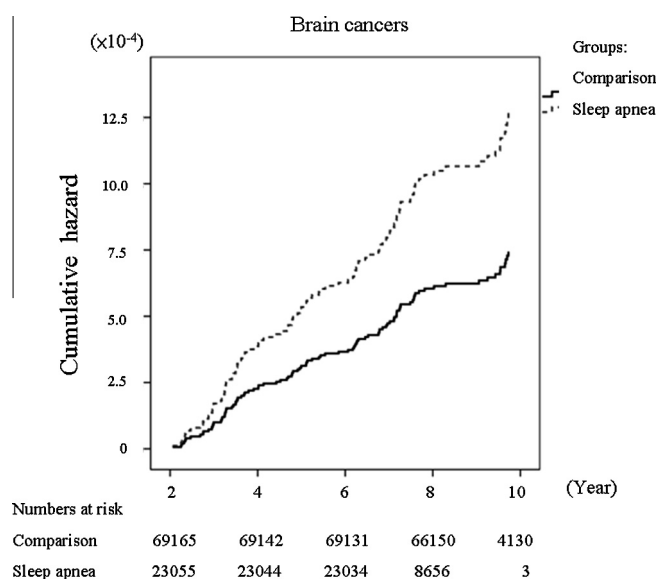 Brain cancers
(×10-4)
Groups:
Comparison
Sleep apnea
12.5
10.0
7.5
5.0
2.5
0
Cumulative hazard
2 4 6 8 10 (Year)
Numbers at risk
Comparison 69165 69142 69131 66150 4130
Sleep apnea 23055 23044 23034 8656 3